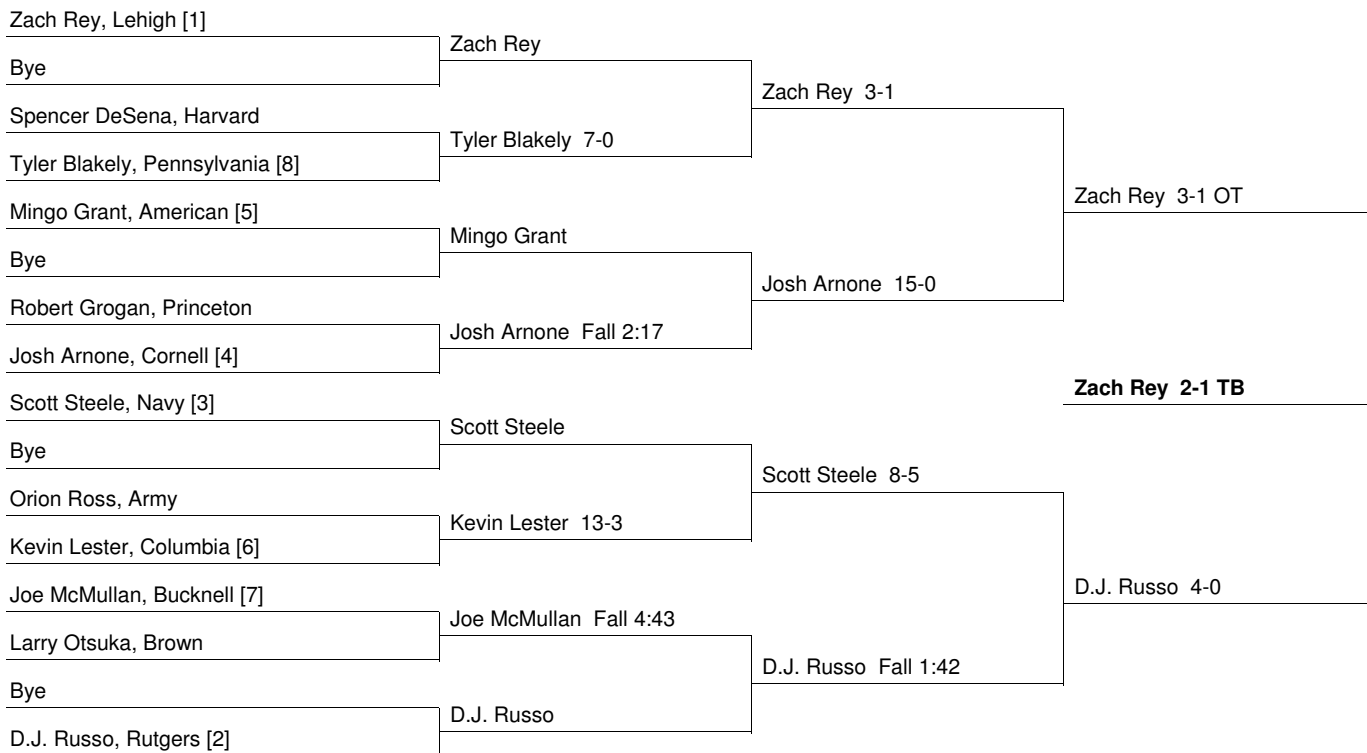 Zach Rey, Lehigh [1]
Bye
Spencer DeSena, Harvard
Tyler Blakely, Pennsylvania [8]
Mingo Grant, American [5]
Bye
Robert Grogan, Princeton
Josh Arnone, Cornell [4]
Scott Steele, Navy [3]
Bye
Orion Ross, Army
Kevin Lester, Columbia [6]
Joe McMullan, Bucknell [7]
Larry Otsuka, Brown
Bye
D.J. Russo, Rutgers [2]
Zach Rey
Tyler Blakely 7-0
Mingo Grant
Josh Arnone Fall 2:17
Scott Steele
Kevin Lester 13-3
Joe McMullan Fall 4:43
D.J. Russo
Zach Rey 3-1
Josh Arnone 15-0
Scott Steele 8-5
D.J. Russo Fall 1:42
Zach Rey 3-1 OT
D.J. Russo 4-0
Zach Rey 2-1 TB